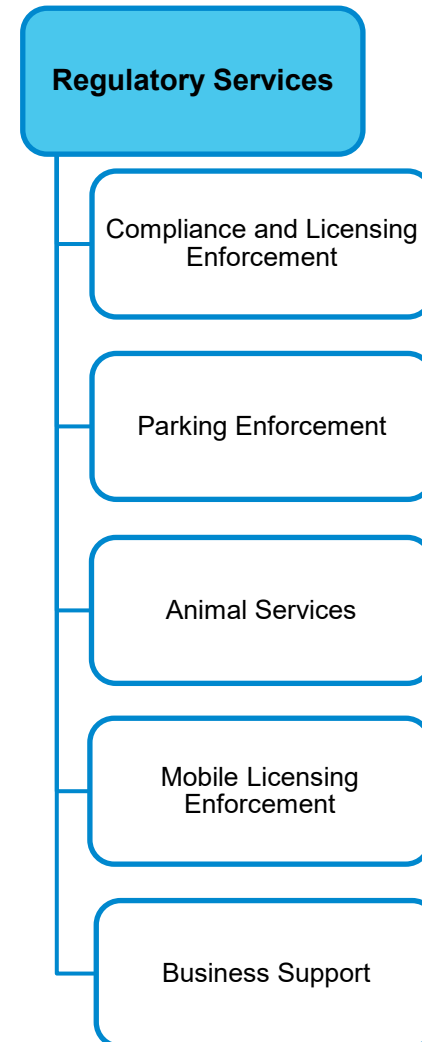 Regulatory Services
Compliance and Licensing
Enforcement
Parking Enforcement
Animal Services
Mobile Licensing
Enforcement
Business Support